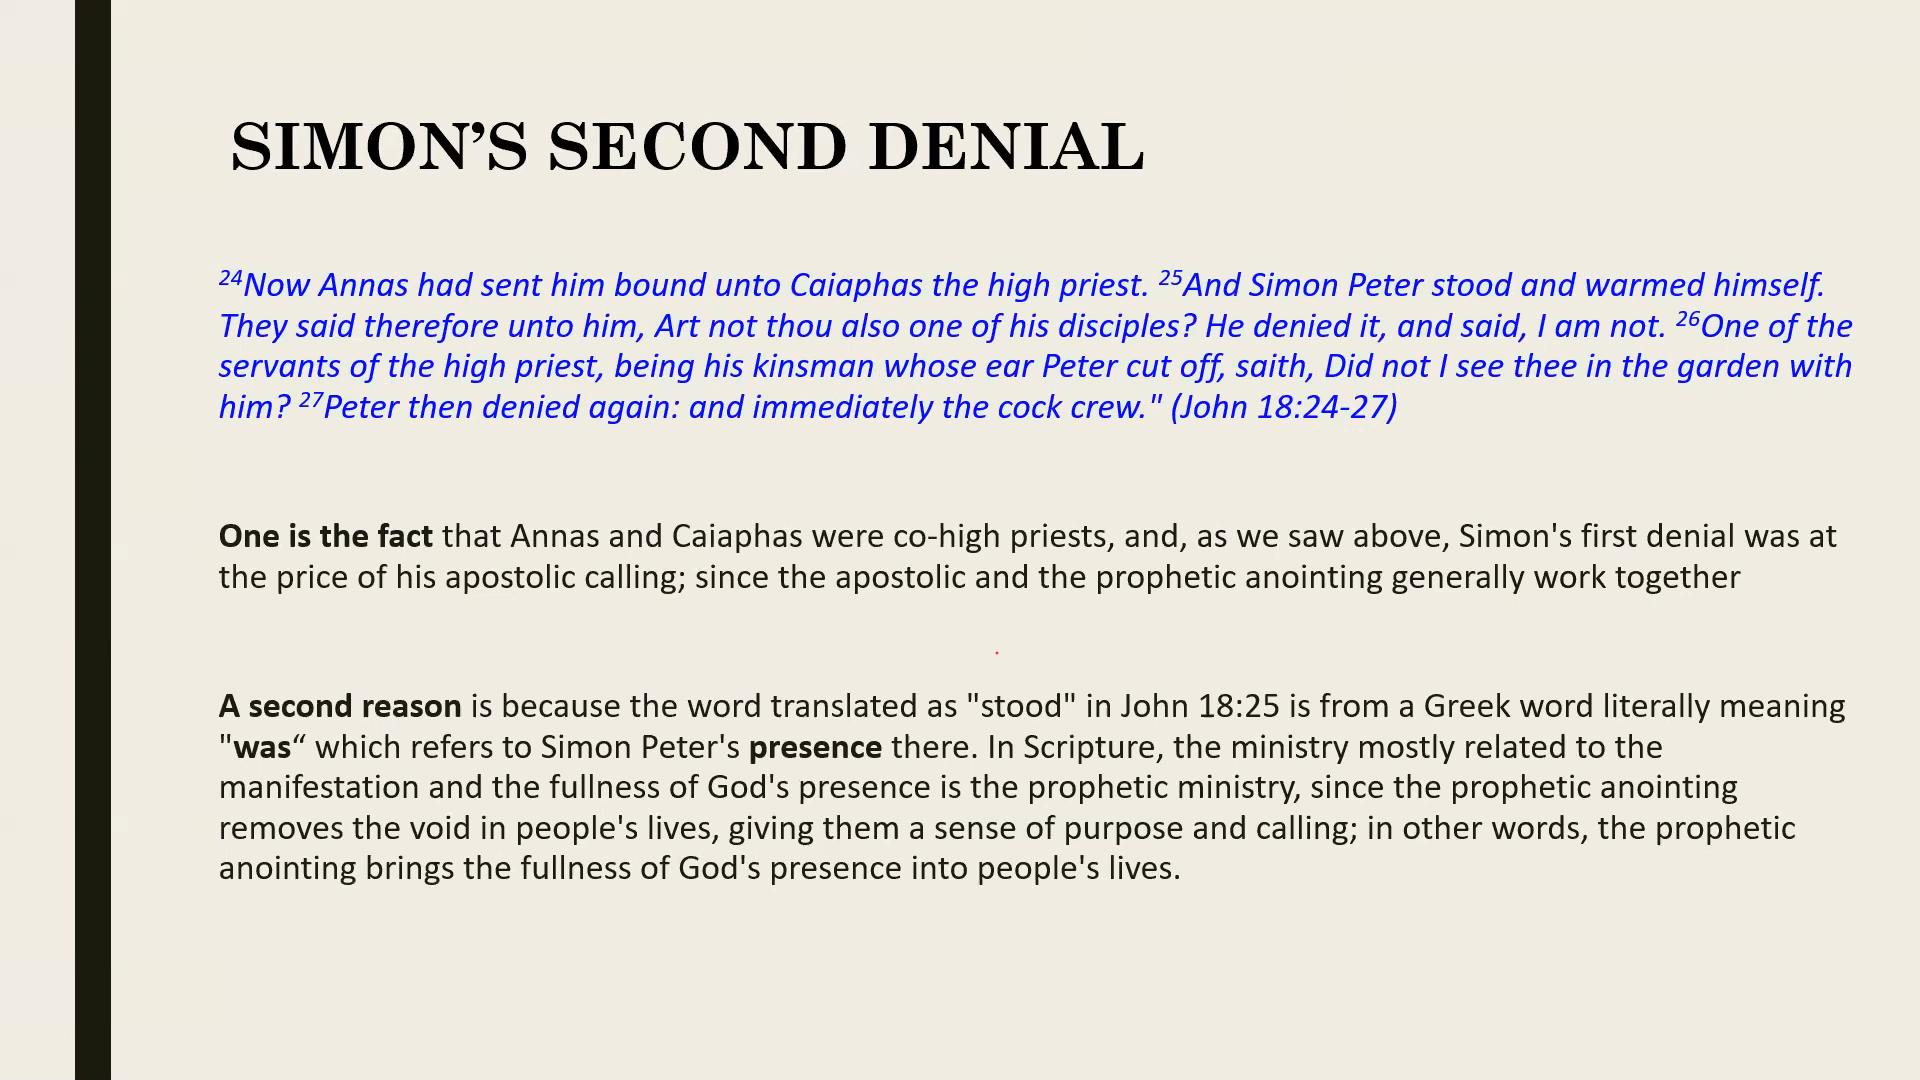 SIMON’S SECOND DENIAL
24Now Annas had sent him bound unto Caiaphas the high priest. 25And Simon Peter stood and warmed himself.
They said therefore unto him, Art not thou also one of his disciples? He denied it, and said, I am not. 26One of the
servants of the high priest, being his kinsman whose ear Peter cut off, saith, Did not I see thee in the garden with
him? 27Peter then denied again: and immediately the cock crew." (John 18:24-27)
One is the fact that Annas and Caiaphas were co-high priests, and, as we saw above, Simon's first denial was at
the price of his apostolic calling; since the apostolic and the prophetic anointing generally work together
A second reason is because the word translated as "stood" in John 18:25 is from a Greek word literally meaning
"was“ which refers to Simon Peter's presence there. In Scripture, the ministry mostly related to the
manifestation and the fullness of God's presence is the prophetic ministry, since the prophetic anointing
removes the void in people's lives, giving them a sense of purpose and calling; in other words, the prophetic
anointing brings the fullness of God's presence into people's lives.